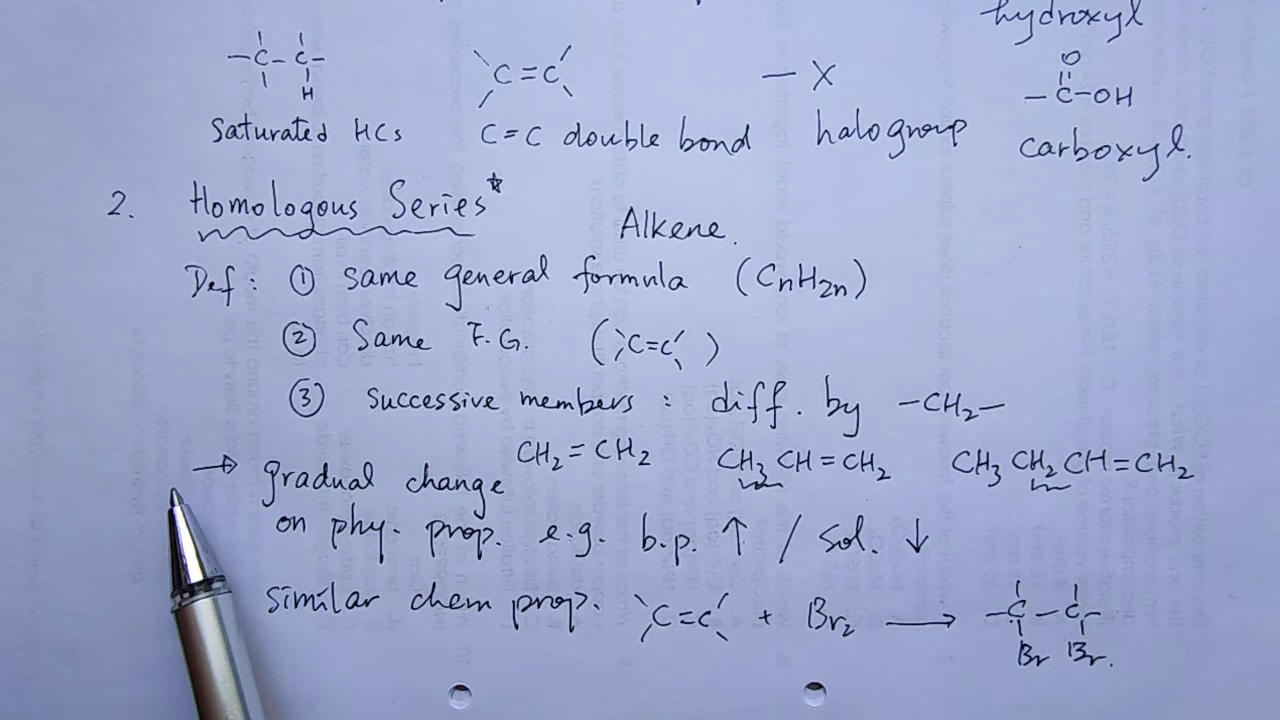 hydroxyl
-C-C- H C=C -X -C-OH O
Saturated HCs C=C double bond halo group carboxyl.
2. Homologous Series* Alkene.
Def: ① same general formula (CnH2n)
② Same F.G. (C=C)
③ Successive members: diff. by -CH2-
CH2=CH2 CH3CH=CH2 CH3CH2CH=CH2
→ gradual change
on phy. prop. e.g. b.p. ↑ / Sol. ↓
similar chem prop. C=C + Br2 → -C-C-
Br Br.